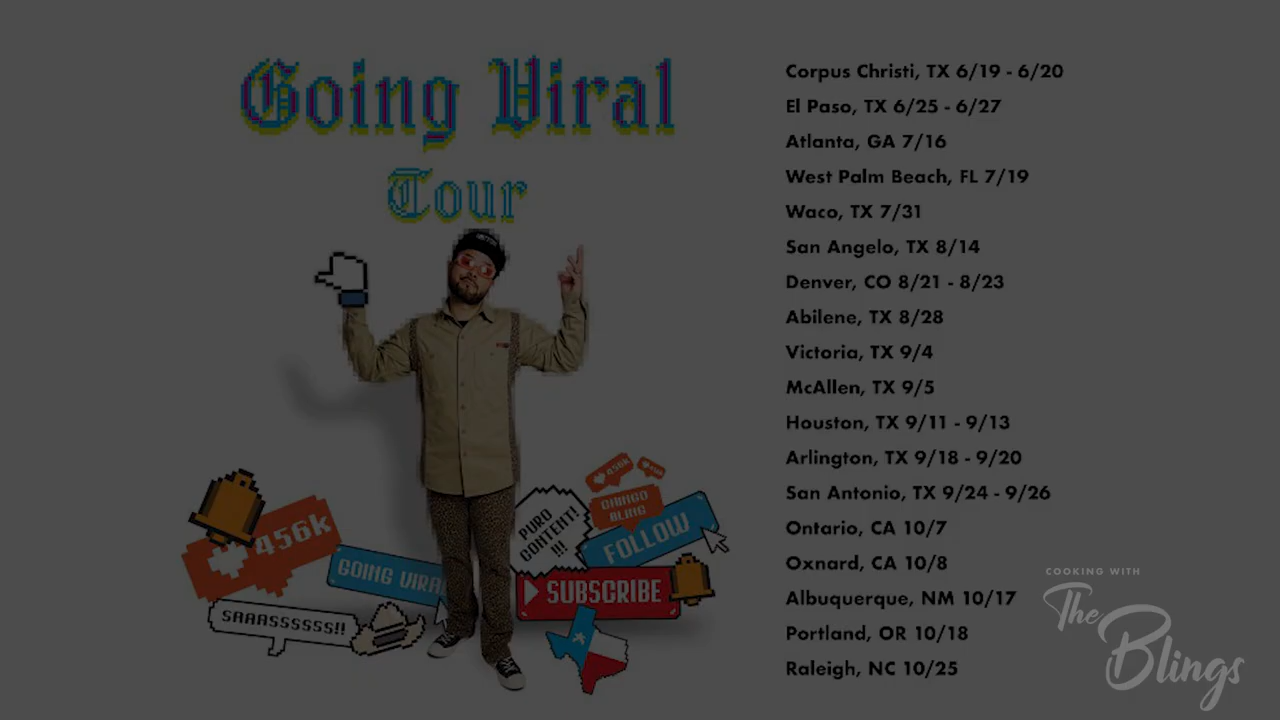 Going Viral
Tour
Corpus Christi, TX 6/19 - 6/20
El Paso, TX 6/25 - 6/27
Atlanta, GA 7/16
West Palm Beach, FL 7/19
Waco, TX 7/31
San Angelo, TX 8/14
Denver, CO 8/21 - 8/23
Abilene, TX 8/28
Victoria, TX 9/4
McAllen, TX 9/5
Houston, TX 9/11 - 9/13
Arlington, TX 9/18 - 9/20
San Antonio, TX 9/24 - 9/26
Ontario, CA 10/7
Oxnard, CA 10/8
Albuquerque, NM 10/17
Portland, OR 10/18
Raleigh, NC 10/25
456k
GOING VIRAL
SAAASSSSSS!!
PURO
CONTENT!
!!!
456k
CHINGO
BLING
FOLLOW
SUBSCRIBE
COOKING WITH
The
Blings